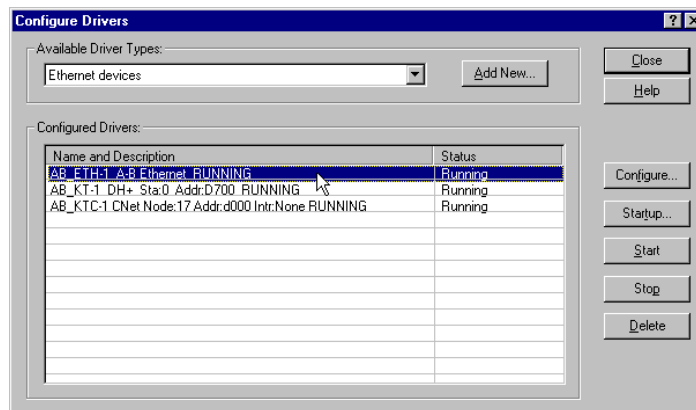 Configure Drivers
Available Driver Types:
Ethernet devices
Add New...
Close
Help
Configured Drivers:
Name and Description Status
AB_ETH-1 A-B Ethernet RUNNING Running
AB_KT-1 DH+ Sta:0 Addr:D700 RUNNING Running
AB_KTC-1 CNet Node:17 Addr:d000 Intr:None RUNNING Running
Configure...
Startup...
Start
Stop
Delete